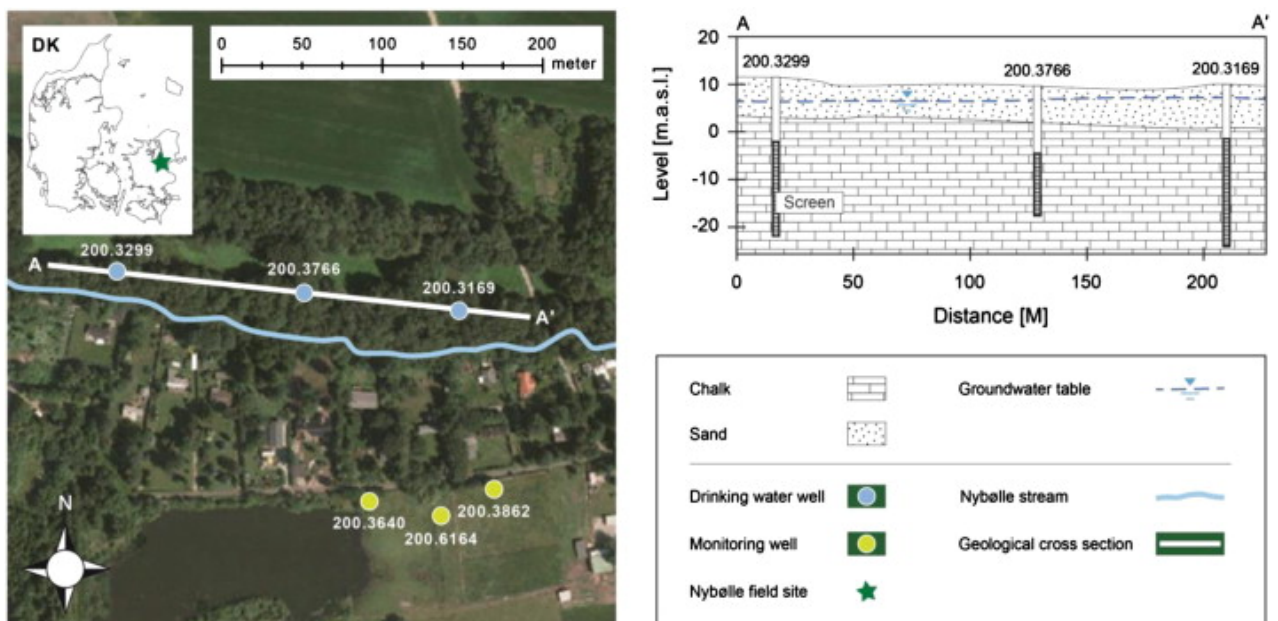 DK
0 50 100 150 200
meter
200.3299
A
200.3766
200.3169
A'
200.3640
200.6164
200.3862
N
A A'
20
10
0
-10
-20
Level [m.a.s.l.]
200.3299
200.3766
200.3169
Screen
0 50 100 150 200
Distance [M]
Chalk
Groundwater table
Sand
Drinking water well
Nybølle stream
Monitoring well
Geological cross section
Nybølle field site